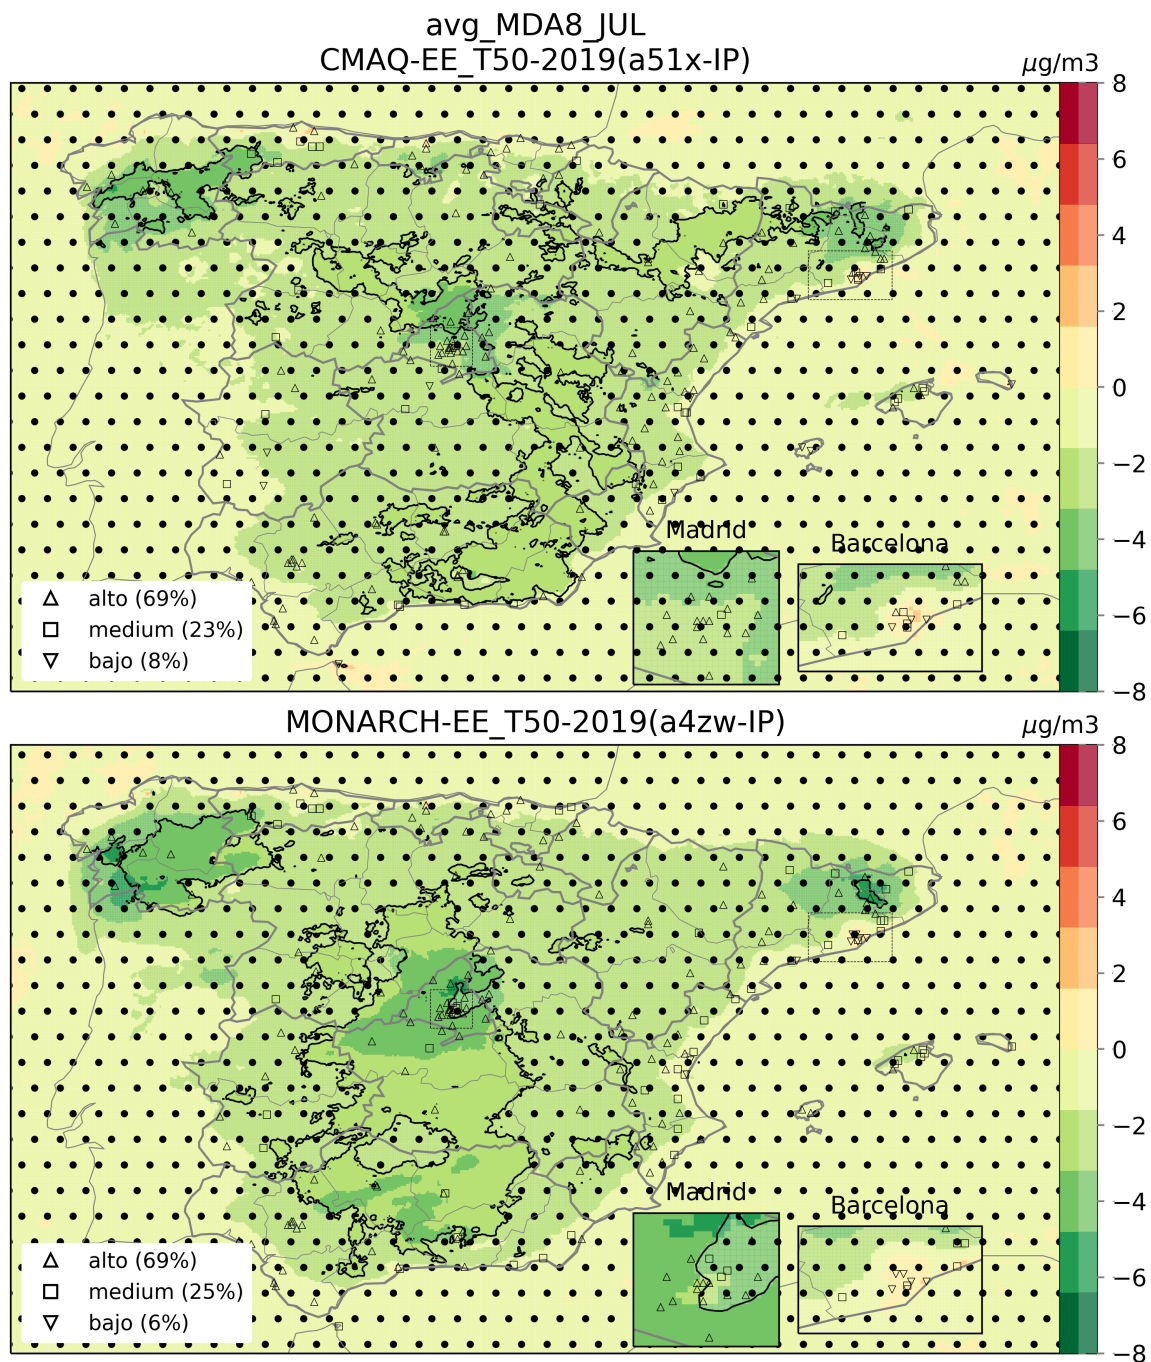 avg_MDA8_JUL
CMAQ-EE_T50-2019(a51x-IP)
μg/m3
8
6
4
2
0
−2
−4
−6
−8
Madrid
Barcelona
alto (69%)
medium (23%)
bajo (8%)
MONARCH-EE_T50-2019(a4zw-IP)
μg/m3
8
6
4
2
0
−2
−4
−6
−8
Madrid
Barcelona
alto (69%)
medium (25%)
bajo (6%)